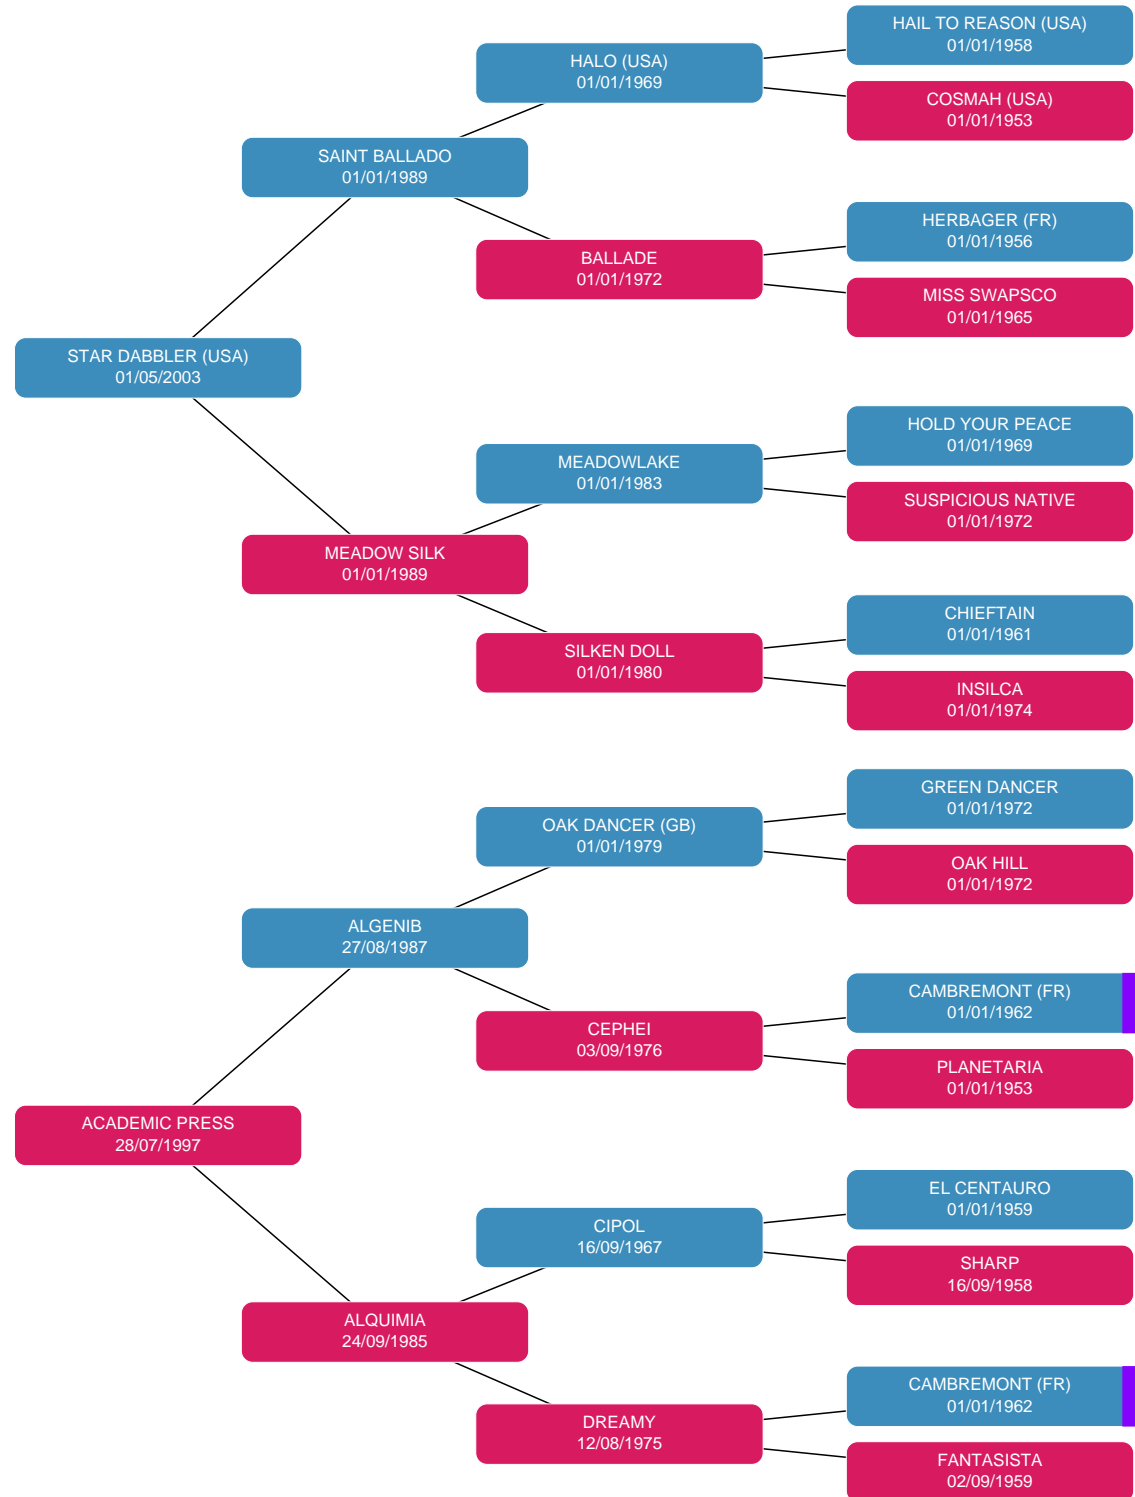 HAIL TO REASON (USA)
01/01/1958
HALO (USA)
01/01/1969
COSMAH (USA)
01/01/1953
SAINT BALLADO
01/01/1989
HERBAGER (FR)
01/01/1956
BALLADE
01/01/1972
MISS SWAPSCO
01/01/1965
STAR DABBLER (USA)
01/05/2003
HOLD YOUR PEACE
01/01/1969
MEADOWLAKE
01/01/1983
SUSPICIOUS NATIVE
01/01/1972
MEADOW SILK
01/01/1989
CHIEFTAIN
01/01/1961
SILKEN DOLL
01/01/1980
INSILCA
01/01/1974
GREEN DANCER
01/01/1972
OAK DANCER (GB)
01/01/1979
OAK HILL
01/01/1972
ALGENIB
27/08/1987
CAMBREMONT (FR)
01/01/1962
CEPHEI
03/09/1976
PLANETARIA
01/01/1953
ACADEMIC PRESS
28/07/1997
EL CENTAURO
01/01/1959
CIPOL
16/09/1967
SHARP
16/09/1958
ALQUIMIA
24/09/1985
CAMBREMONT (FR)
01/01/1962
DREAMY
12/08/1975
FANTASISTA
02/09/1959